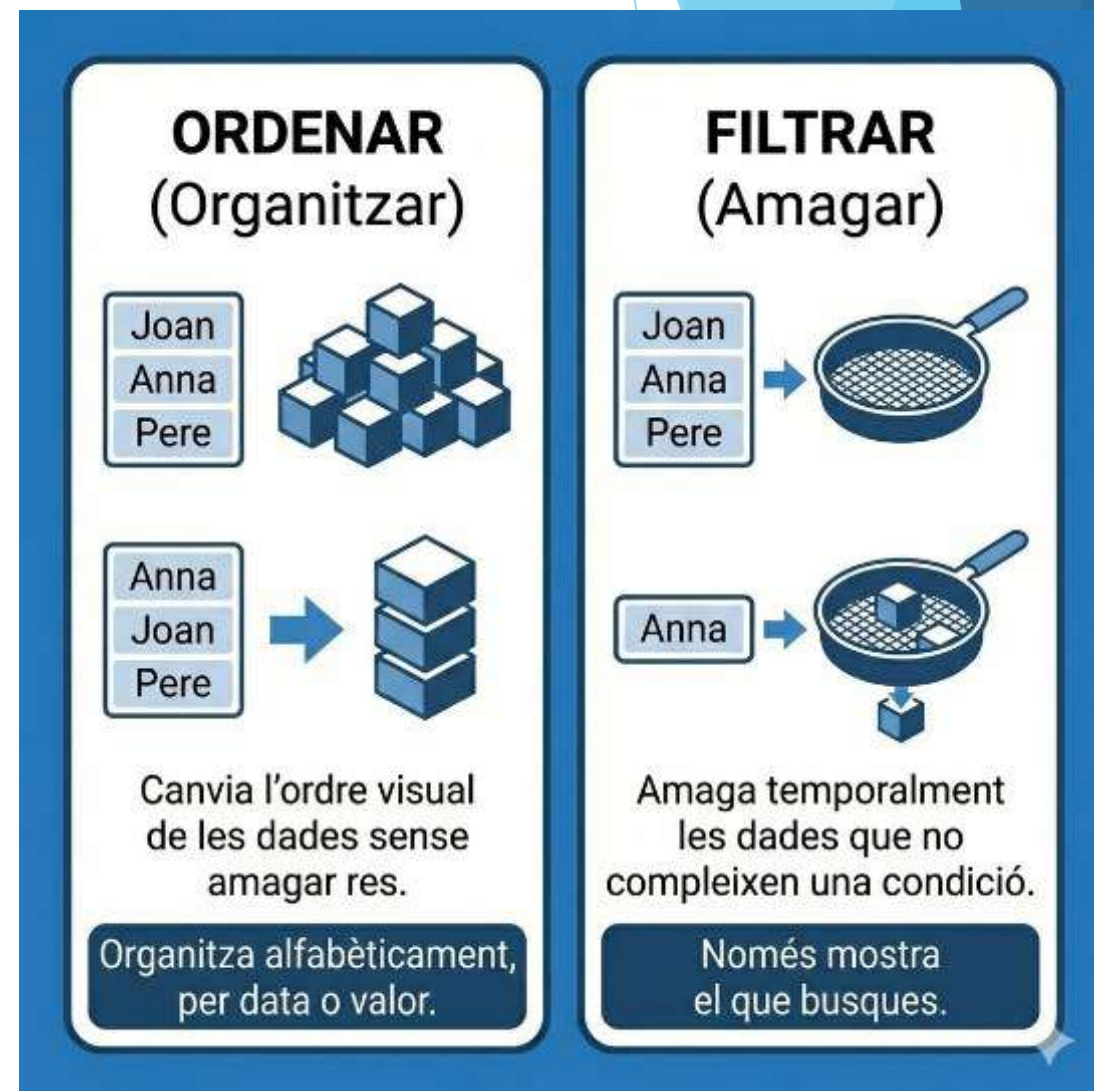 ORDENAR
(Organitzar)
Joan
Anna
Pere
Anna
Joan
Pere
Canvia l'ordre visual
de les dades sense
amagar res.
Organitza alfabèticament,
per data o valor.
FILTRAR
(Amagar)
Joan
Anna
Pere
Anna
Amaga temporalment
les dades que no
compleixen una condició.
Només mostra
el que busques.